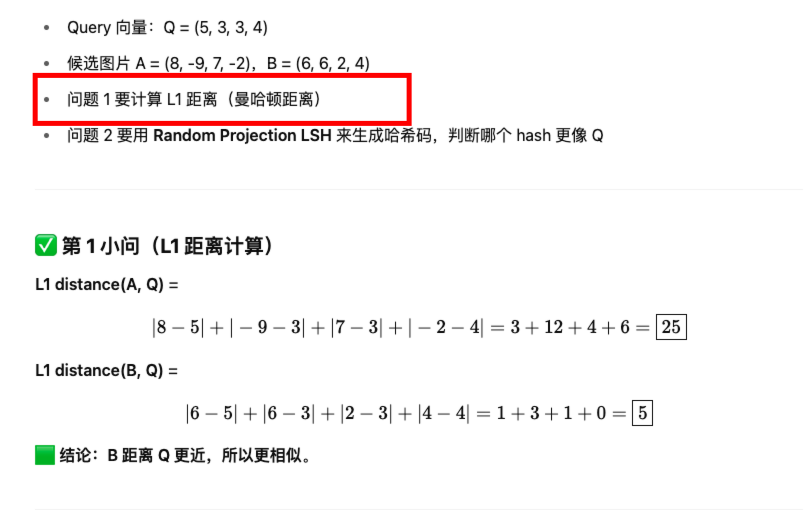 • Query 向量：Q = (5, 3, 3, 4)
• 候选图片 A = (8, -9, 7, -2)，B = (6, 6, 2, 4)
• 问题 1 要计算 L1 距离（曼哈顿距离）
• 问题 2 要用 Random Projection LSH 来生成哈希码，判断哪个 hash 更像 Q
✅ 第 1 小问（L1 距离计算）
L1 distance(A, Q) =
|8 − 5| + | − 9 − 3| + |7 − 3| + | − 2 − 4| = 3 + 12 + 4 + 6 = 25
L1 distance(B, Q) =
|6 − 5| + |6 − 3| + |2 − 3| + |4 − 4| = 1 + 3 + 1 + 0 = 5
🟩 结论：B 距离 Q 更近，所以更相似。